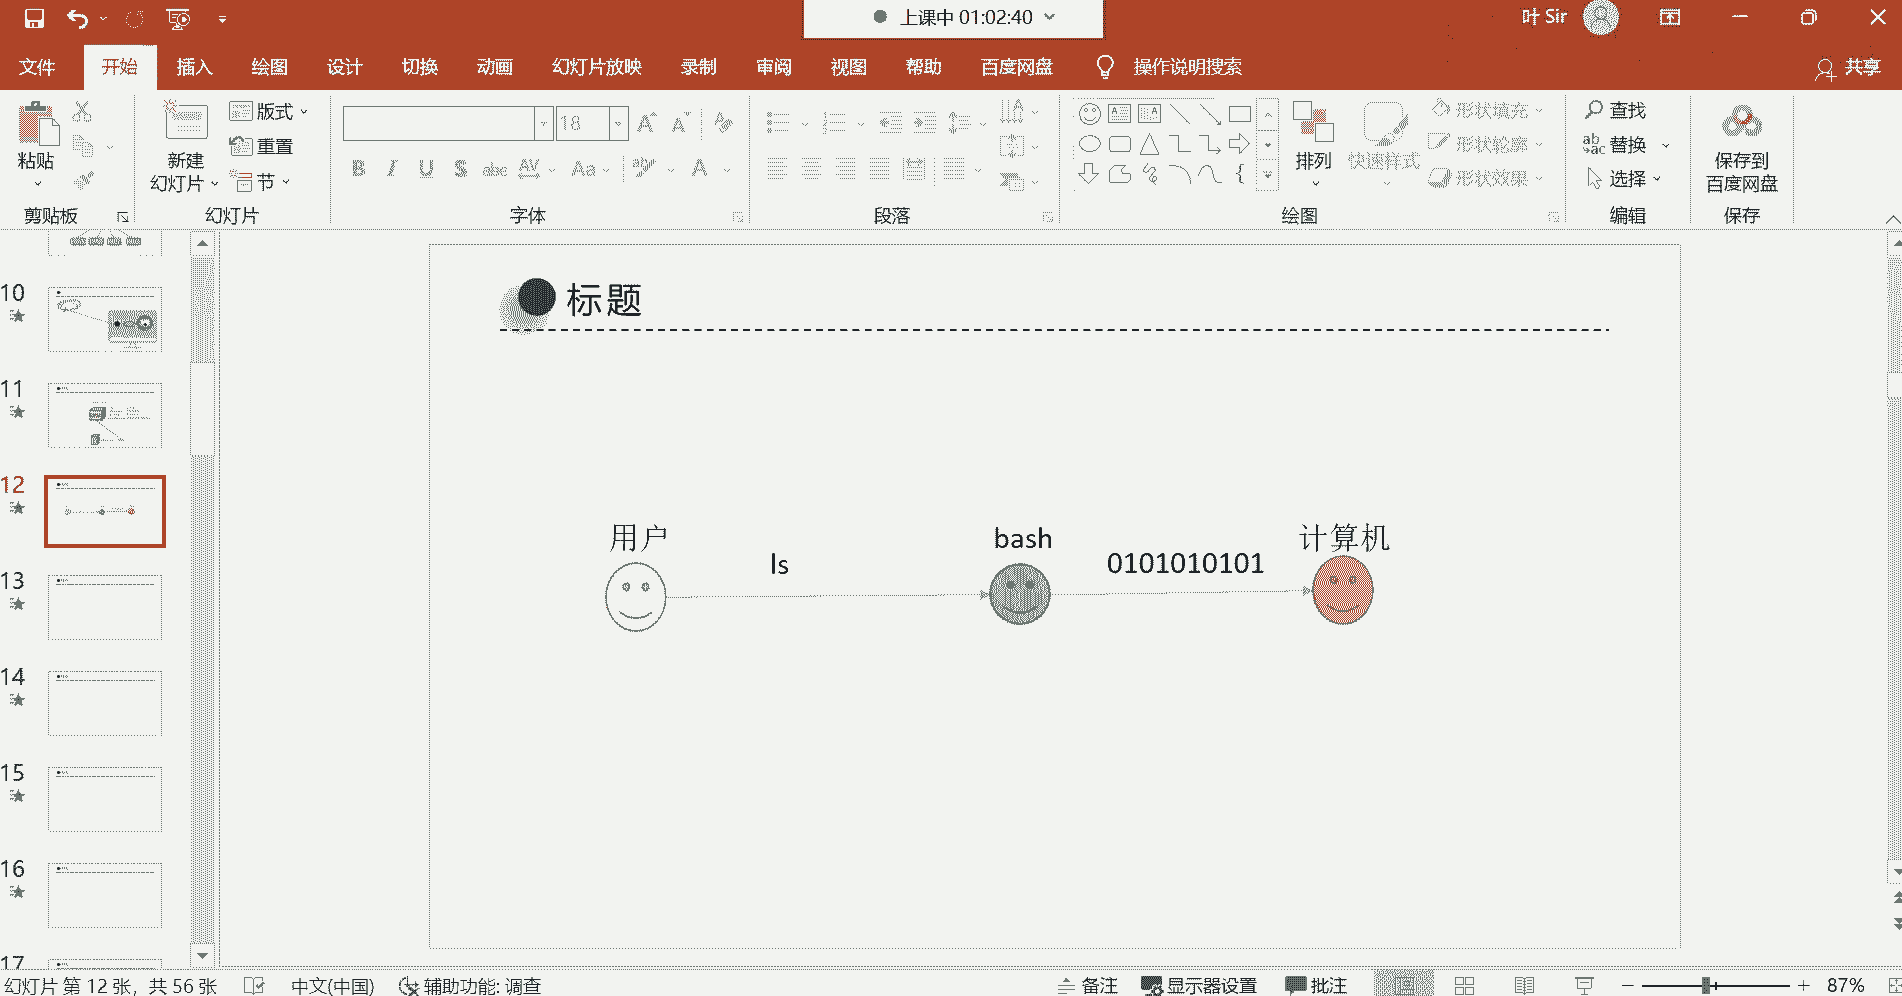 上课中 01:02:40
叶 Sir
文件 开始 插入 绘图 设计 切换 动画 幻灯片放映 录制 审阅 视图 帮助 百度网盘 操作说明搜索 共享
粘贴
剪贴板
新建
幻灯片
版式
重置
节
幻灯片
18
B I U S abc AV Aa A
字体
段落
排列
快速样式
形状填充
形状轮廓
形状效果
绘图
查找
替换
选择
编辑
保存到
百度网盘
保存
10
11
12
13
14
15
16
17
标题
用户
ls
bash
0101010101
计算机
幻灯片 第 12 张，共 56 张 中文(中国) 辅助功能: 调查 备注 显示器设置 批注 87%